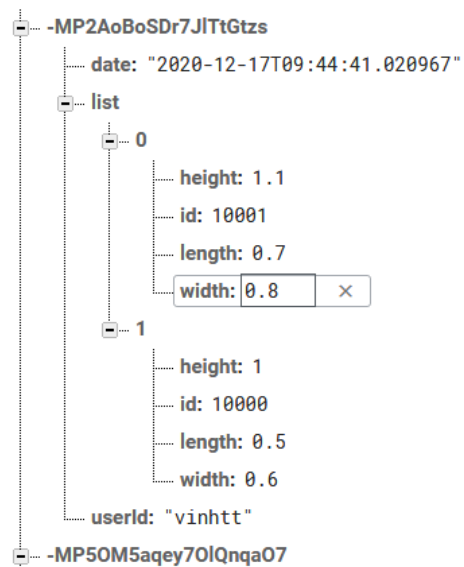 -MP2AoBoSDr7JlTtGtzs
date: "2020-12-17T09:44:41.020967"
list
0
height: 1.1
id: 10001
length: 0.7
width: 0.8 ×
1
height: 1
id: 10000
length: 0.5
width: 0.6
userId: "vinhtt"
-MP5OM5aqey7OlQnqaO7